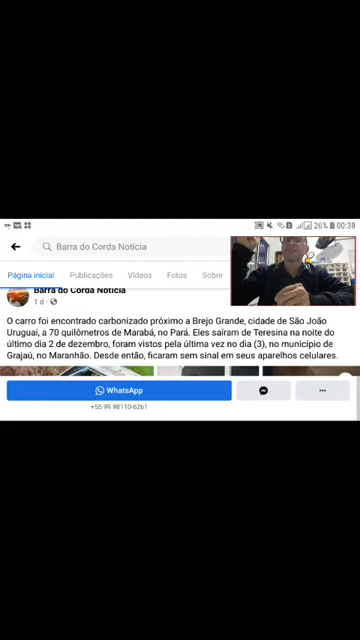 26% 00:38
Barra do Corda Notícia
Página inicial Publicações Vídeos Fotos Sobre
Barra do Corda Notícia
1 d
O carro foi encontrado carbonizado próximo a Brejo Grande, cidade de São João
Uruguai, a 70 quilômetros de Marabá, no Pará. Eles saíram de Teresina na noite do
último dia 2 de dezembro, foram vistos pela última vez no dia (3), no município de
Grajaú, no Maranhão. Desde então, ficaram sem sinal em seus aparelhos celulares.
WhatsApp
+55 99 98110-6261